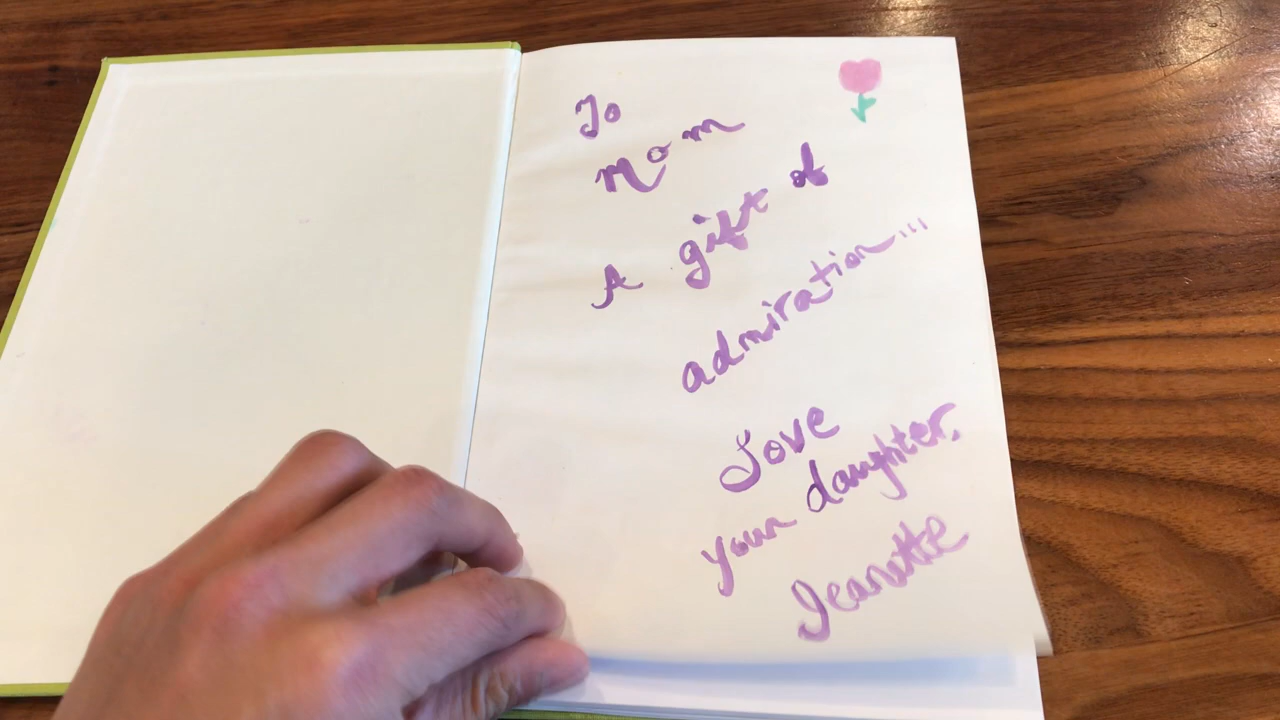 To
Mom
A gift of
admiration...
Love
your daughter,
Jeanette